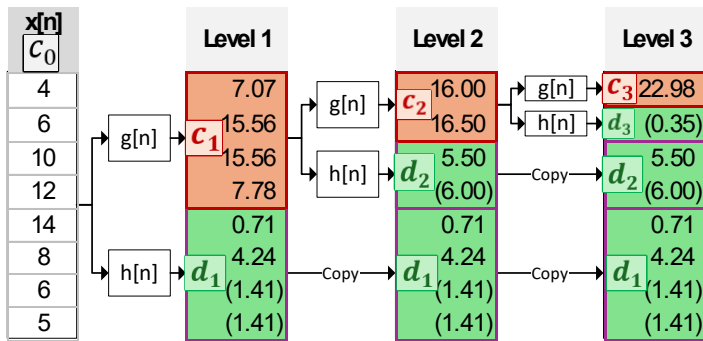 x[n] Level 1 Level 2 Level 3
c0
4 7.07 16.00 g[n] c3 22.98
6 g[n] c1 15.56 g[n] c2 16.50 h[n] d3 (0.35)
10 15.56 h[n] d2 5.50 Copy d2 5.50
12 7.78 (6.00) (6.00)
14 0.71 0.71 0.71
8 h[n] d1 4.24 Copy d1 4.24 Copy d1 4.24
6 (1.41) (1.41) (1.41)
5 (1.41) (1.41) (1.41)